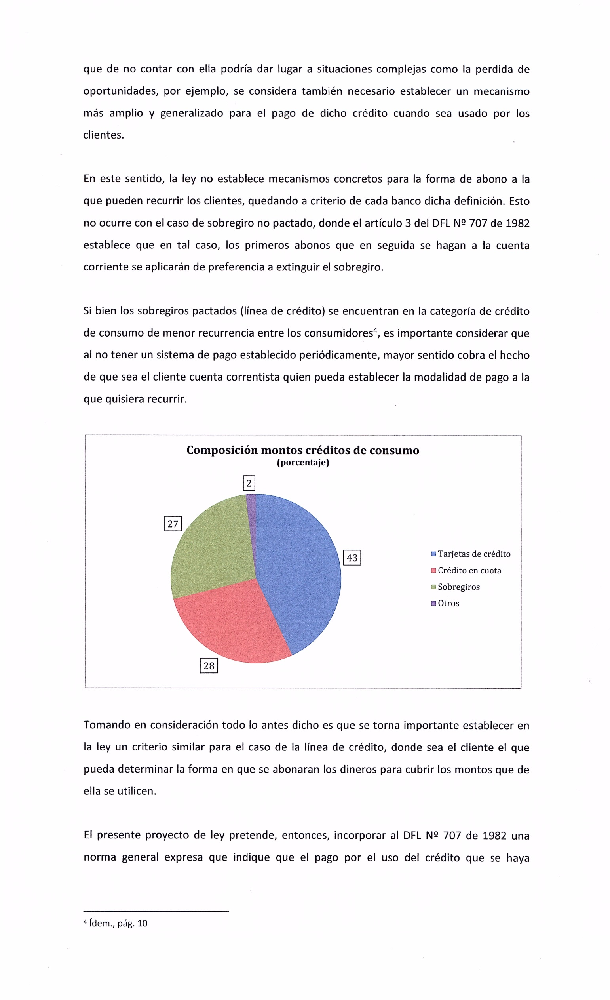 que de no contar con ella podría dar lugar a situaciones complejas como la perdida de
oportunidades, por ejemplo, se considera también necesario establecer un mecanismo
más amplio y generalizado para el pago de dicho crédito cuando sea usado por los
clientes.
En este sentido, la ley no establece mecanismos concretos para la forma de abono a la
que pueden recurrir los clientes, quedando a criterio de cada banco dicha definición. Esto
no ocurre con el caso de sobregiro no pactado, donde el artículo 3 del DFL Nº 707 de 1982
establece que en tal caso, los primeros abonos que en seguida se hagan a la cuenta
corriente se aplicarán de preferencia a extinguir el sobregiro.
Si bien los sobregiros pactados (línea de crédito) se encuentran en la categoría de crédito
de consumo de menor recurrencia entre los consumidores⁴, es importante considerar que
al no tener un sistema de pago establecido periódicamente, mayor sentido cobra el hecho
de que sea el cliente cuenta correntista quien pueda establecer la modalidad de pago a la
que quisiera recurrir.
Composición montos créditos de consumo
(porcentaje)
2
27
43
28
Tarjetas de crédito
Crédito en cuota
Sobregiros
Otros
Tomando en consideración todo lo antes dicho es que se torna importante establecer en
la ley un criterio similar para el caso de la línea de crédito, donde sea el cliente el que
pueda determinar la forma en que se abonaran los dineros para cubrir los montos que de
ella se utilicen.
El presente proyecto de ley pretende, entonces, incorporar al DFL Nº 707 de 1982 una
norma general expresa que indique que el pago por el uso del crédito que se haya
⁴ Ídem., pág. 10